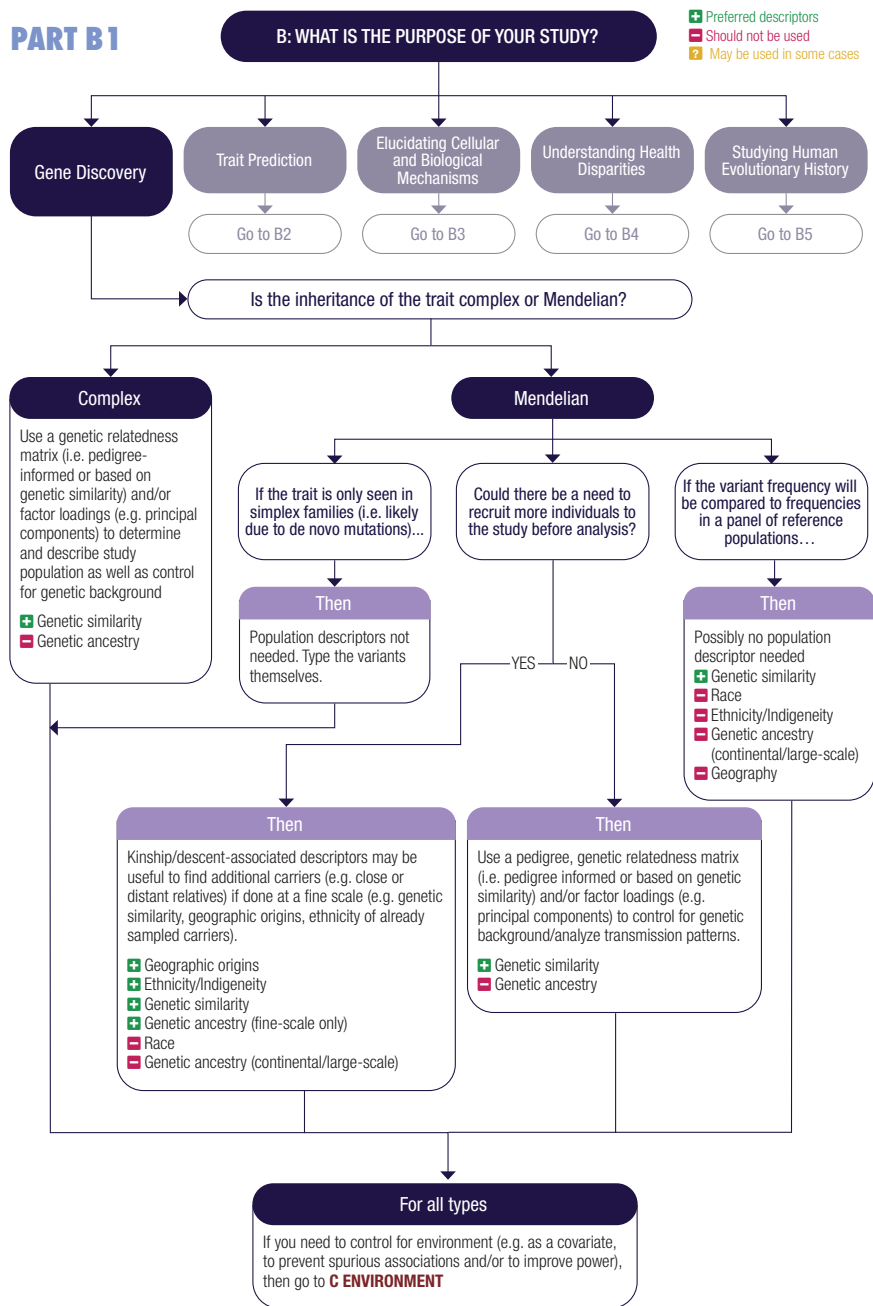 PART B1
B: WHAT IS THE PURPOSE OF YOUR STUDY?
+ Preferred descriptors
− Should not be used
? May be used in some cases
Gene Discovery
Trait Prediction
Elucidating Cellular
and Biological
Mechanisms
Understanding Health
Disparities
Studying Human
Evolutionary History
Go to B2
Go to B3
Go to B4
Go to B5
Is the inheritance of the trait complex or Mendelian?
Complex
Use a genetic relatedness
matrix (i.e. pedigree-
informed or based on
genetic similarity) and/or
factor loadings (e.g. principal
components) to determine
and describe study
population as well as control
for genetic background
+ Genetic similarity
− Genetic ancestry
Mendelian
If the trait is only seen in
simplex families (i.e. likely
due to de novo mutations)...
Then
Population descriptors not
needed. Type the variants
themselves.
Could there be a need to
recruit more individuals to
the study before analysis?
YES
NO
If the variant frequency will
be compared to frequencies
in a panel of reference
populations…
Then
Possibly no population
descriptor needed
+ Genetic similarity
− Race
− Ethnicity/Indigeneity
− Genetic ancestry
(continental/large-scale)
− Geography
Then
Kinship/descent-associated descriptors may be
useful to find additional carriers (e.g. close or
distant relatives) if done at a fine scale (e.g. genetic
similarity, geographic origins, ethnicity of already
sampled carriers).
+ Geographic origins
+ Ethnicity/Indigeneity
+ Genetic similarity
+ Genetic ancestry (fine-scale only)
− Race
− Genetic ancestry (continental/large-scale)
Then
Use a pedigree, genetic relatedness matrix
(i.e. pedigree informed or based on genetic
similarity) and/or factor loadings (e.g.
principal components) to control for genetic
background/analyze transmission patterns.
+ Genetic similarity
− Genetic ancestry
For all types
If you need to control for environment (e.g. as a covariate,
to prevent spurious associations and/or to improve power),
then go to C ENVIRONMENT